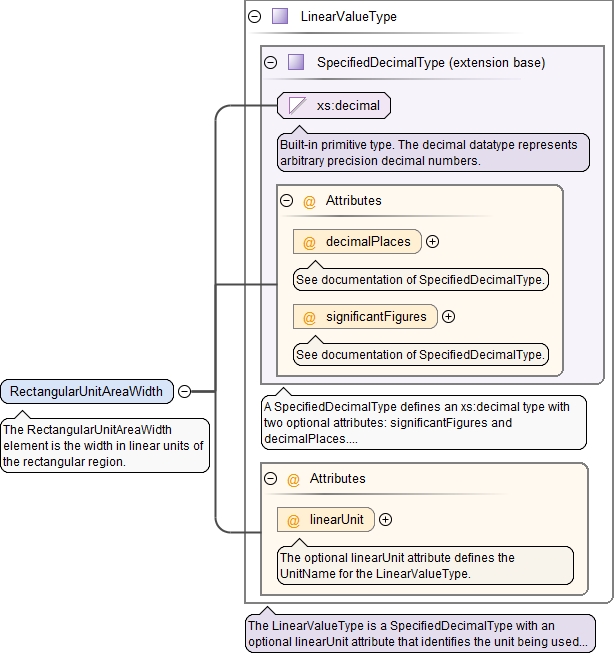 LinearValueType
SpecifiedDecimalType (extension base)
xs:decimal
Built-in primitive type. The decimal datatype represents
arbitrary precision decimal numbers.
@ Attributes
@ decimalPlaces
See documentation of SpecifiedDecimalType.
@ significantFigures
See documentation of SpecifiedDecimalType.
RectangularUnitAreaWidth
The RectangularUnitAreaWidth
element is the width in linear units of
the rectangular region.
A SpecifiedDecimalType defines an xs:decimal type with
two optional attributes: significantFigures and
decimalPlaces....
@ Attributes
@ linearUnit
The optional linearUnit attribute defines the
UnitName for the LinearValueType.
The LinearValueType is a SpecifiedDecimalType with an
optional linearUnit attribute that identifies the unit being used...